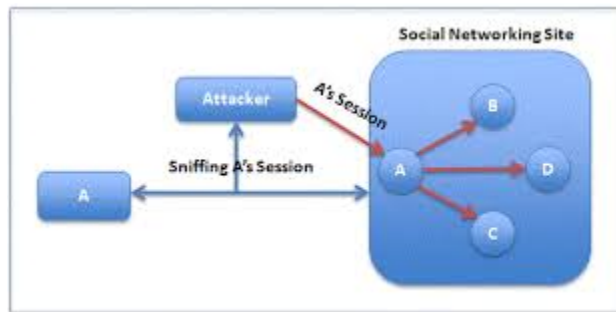 Social Networking Site
Attacker
A's Session
B
Sniffing A's Session
A
A
D
C